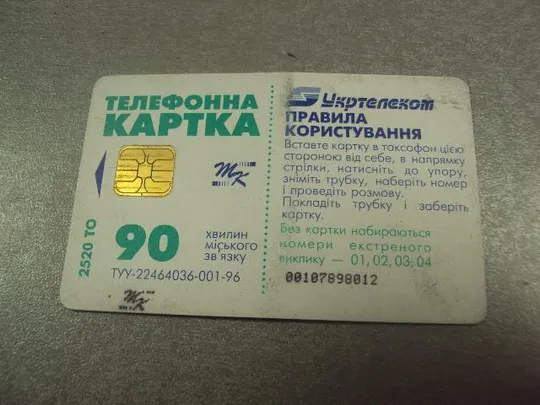 ТЕЛЕФОННА
КАРТКА
МК
2520 ТО
90
хвилин
міського
зв'язку
ТУУ-22464036-001-96
МК
Укртелеком
ПРАВИЛА
КОРИСТУВАННЯ
Вставте картку в таксофон цією
стороною від себе, в напрямку
стрілки, натисніть до упору,
зніміть трубку, наберіть номер
і проведіть розмову.
Покладіть трубку і заберіть
картку.
Без картки набираються
номери екстреного
виклику – 01, 02, 03, 04
00107898012